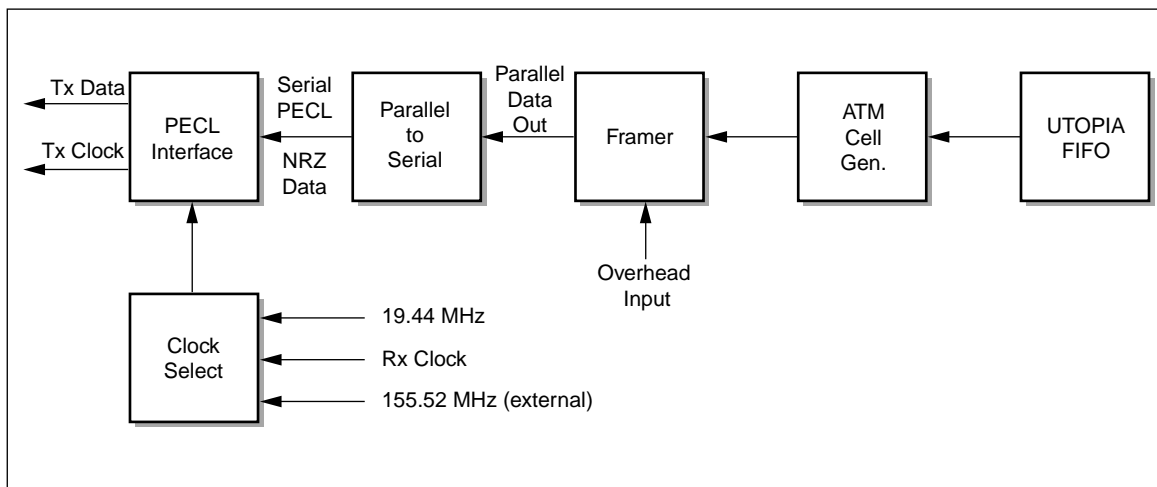 Tx Data
Tx Clock
PECL
Interface
Serial
PECL
NRZ
Data
Parallel
to
Serial
Parallel
Data
Out
Framer
ATM
Cell
Gen.
UTOPIA
FIFO
Overhead
Input
Clock
Select
19.44 MHz
Rx Clock
155.52 MHz (external)